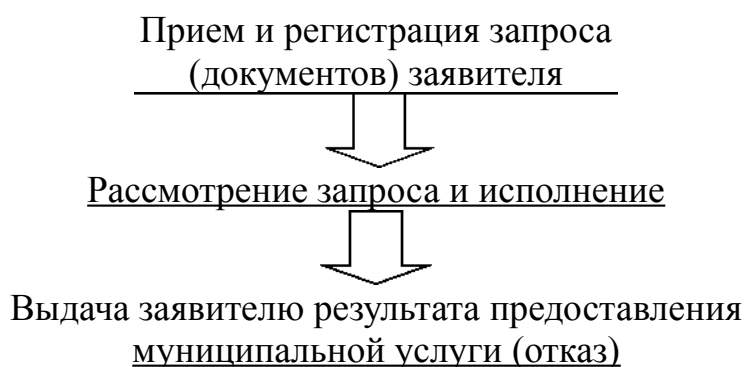 Прием и регистрация запроса
(документов) заявителя
Рассмотрение запроса и исполнение
Выдача заявителю результата предоставления
муниципальной услуги (отказ)